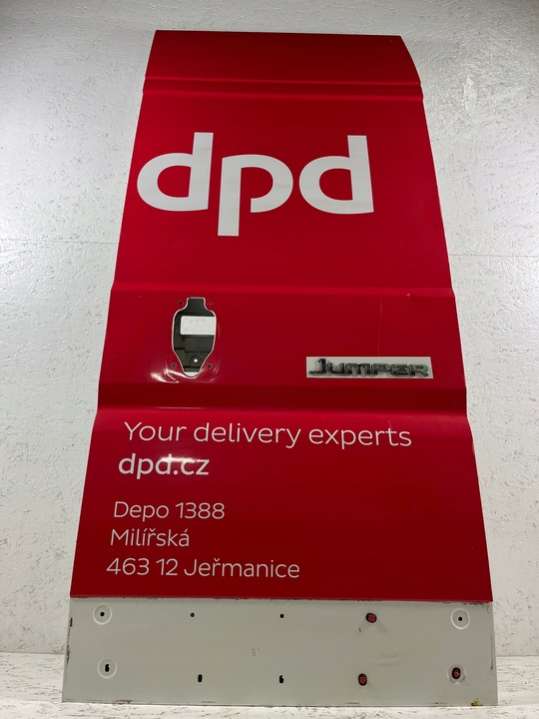 dpd
JUMPER
Your delivery experts
dpd.cz
Depo 1388
Milířská
463 12 Jeřmanice